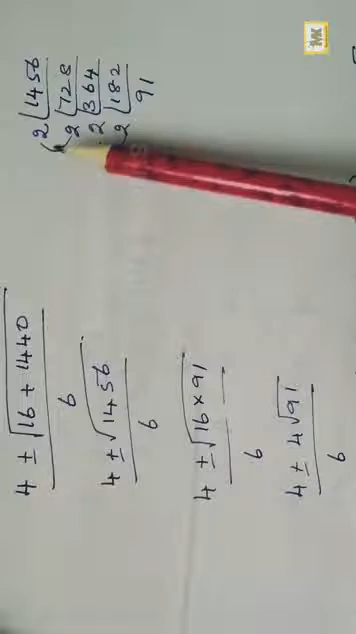 4 ± √16 + 1440
6
4 ± √1456
6
4 ± √16 × 91
6
4 ± 4√91
6
2 1456
2 728
2 364
2 182
91
MK